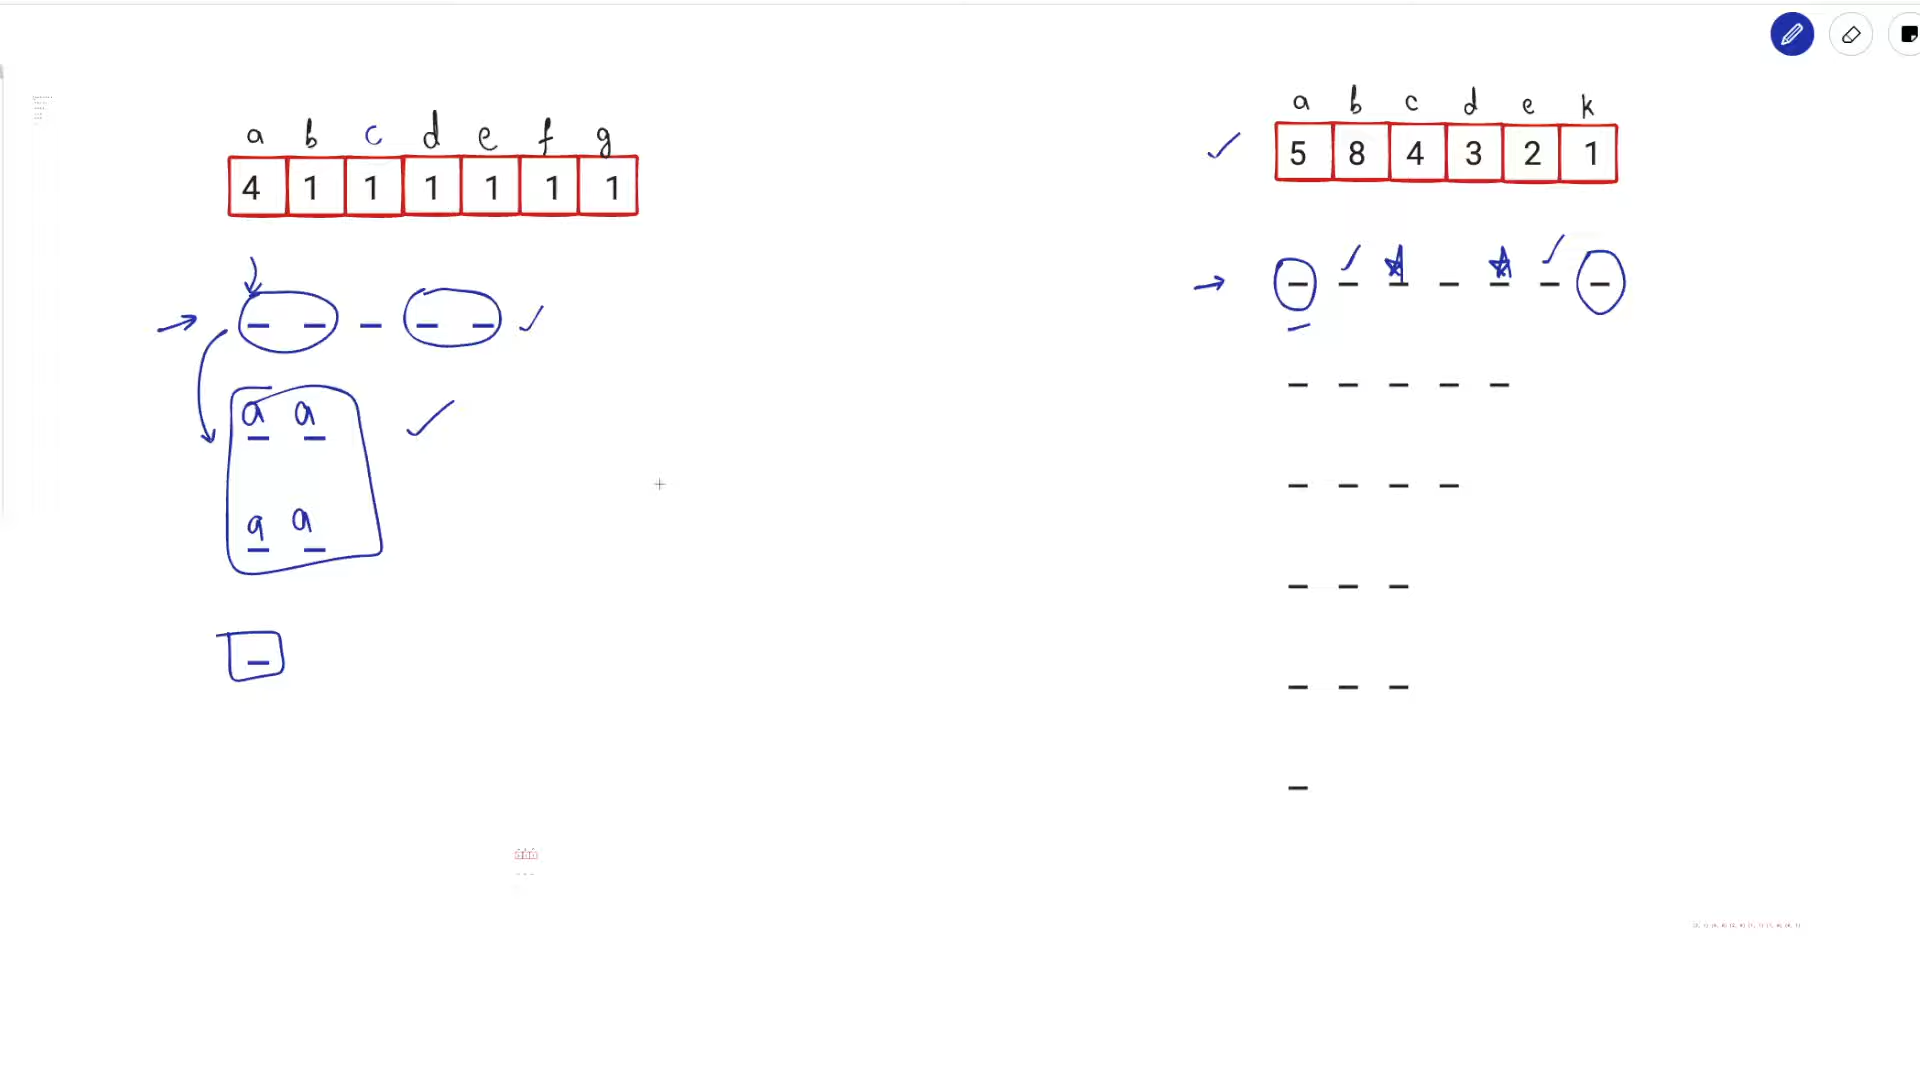 a b c d e f g
4 1 1 1 1 1 1
a a
a a
a b c d e k
5 8 4 3 2 1